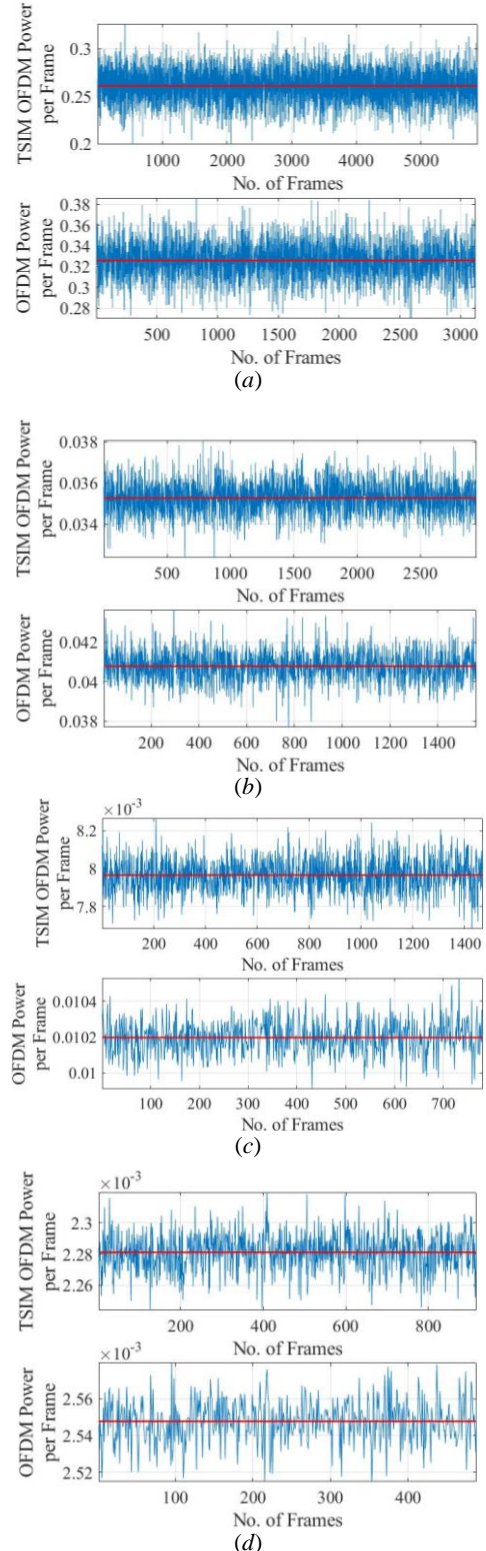 TSIM OFDM Power
per Frame
0.3
0.25
0.2
1000 2000 3000 4000 5000
No. of Frames
OFDM Power
per Frame
0.38
0.36
0.34
0.32
0.3
0.28
500 1000 1500 2000 2500 3000
No. of Frames
(a)
TSIM OFDM Power
per Frame
0.038
0.036
0.034
500 1000 1500 2000 2500
No. of Frames
OFDM Power
per Frame
0.042
0.04
0.038
200 400 600 800 1000 1200 1400
No. of Frames
(b)
×10-3
TSIM OFDM Power
per Frame
8.2
8
7.8
200 400 600 800 1000 1200 1400
No. of Frames
OFDM Power
per Frame
0.0104
0.0102
0.01
100 200 300 400 500 600 700
No. of Frames
(c)
×10-3
TSIM OFDM Power
per Frame
2.3
2.28
2.26
200 400 600 800
No. of Frames
×10-3
OFDM Power
per Frame
2.56
2.54
2.52
100 200 300 400
No. of Frames
(d)